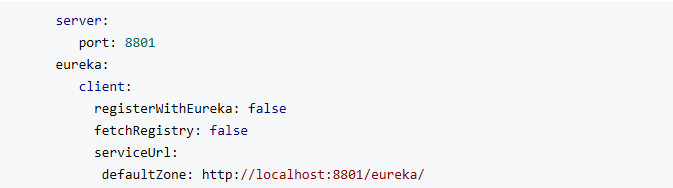 server:
port: 8801
eureka:
client:
registerWithEureka: false
fetchRegistry: false
serviceUrl:
defaultZone: http://localhost:8801/eureka/